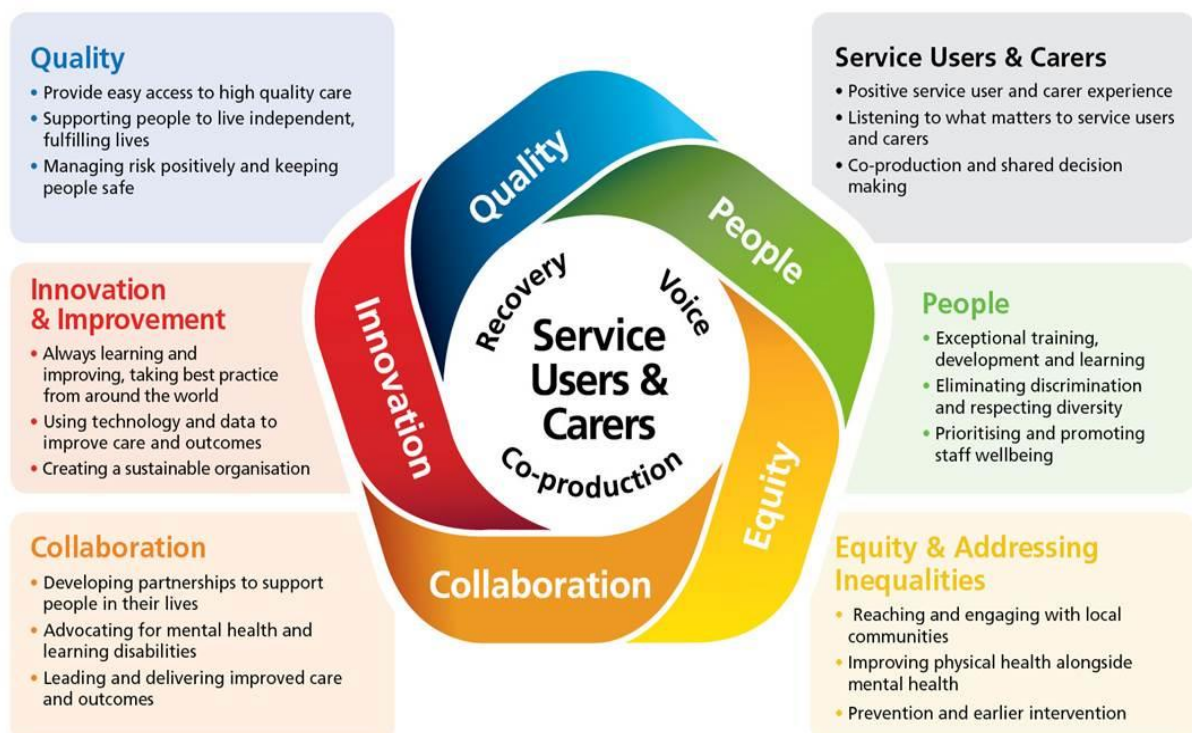 Quality
• Provide easy access to high quality care
• Supporting people to live independent,
fulfilling lives
• Managing risk positively and keeping
people safe
Innovation
& Improvement
• Always learning and
improving, taking best practice
from around the world
• Using technology and data to
improve care and outcomes
• Creating a sustainable organisation
Collaboration
• Developing partnerships to support
people in their lives
• Advocating for mental health and
learning disabilities
• Leading and delivering improved care
and outcomes
Quality
People
Equity
Collaboration
Innovation
Recovery
Voice
Service
Users &
Carers
Co-production
Service Users & Carers
• Positive service user and carer experience
• Listening to what matters to service users
and carers
• Co-production and shared decision
making
People
• Exceptional training,
development and learning
• Eliminating discrimination
and respecting diversity
• Prioritising and promoting
staff wellbeing
Equity & Addressing
Inequalities
• Reaching and engaging with local
communities
• Improving physical health alongside
mental health
• Prevention and earlier intervention